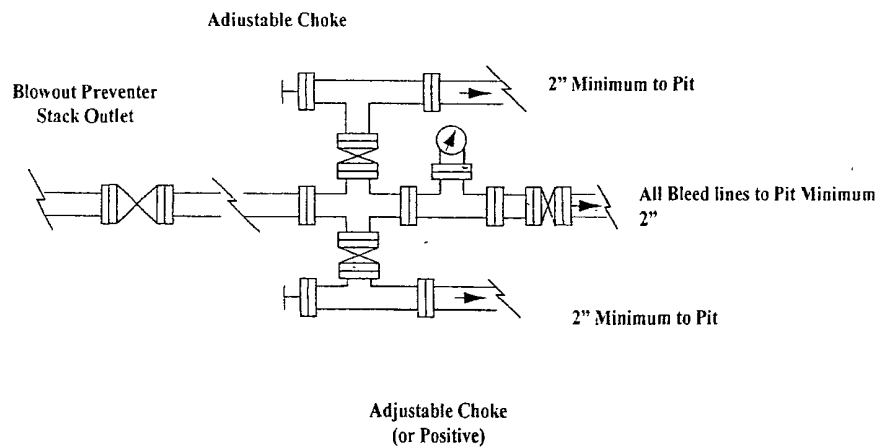 Adjustable Choke
2” Minimum to Pit
Blowout Preventer
Stack Outlet
All Bleed lines to Pit Minimum
2”
2” Minimum to Pit
Adjustable Choke
(or Positive)